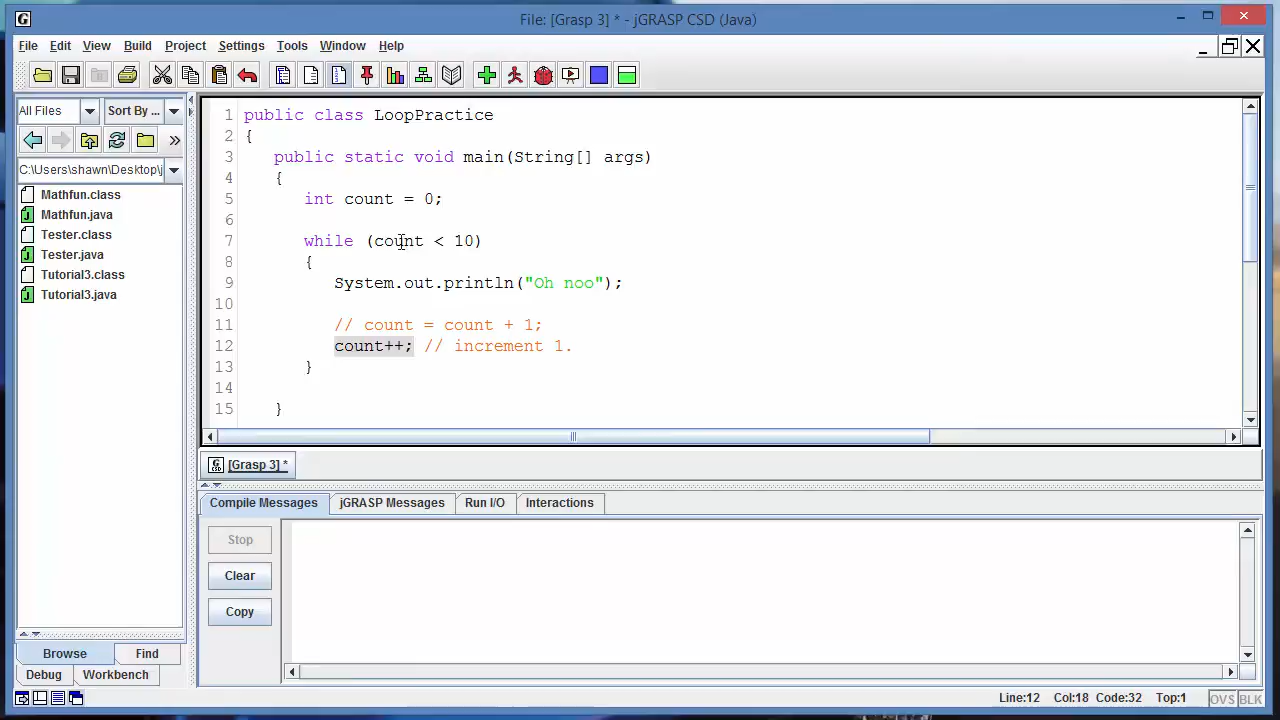 File: [Grasp 3] * - jGRASP CSD (Java)
File Edit View Build Project Settings Tools Window Help
All Files Sort By ...
C:\Users\shawn\Desktop\j
Mathfun.class
Mathfun.java
Tester.class
Tester.java
Tutorial3.class
Tutorial3.java
Browse Find
Debug Workbench
1 public class LoopPractice
2 {
3 public static void main(String[] args)
4 {
5 int count = 0;
6
7 while (count < 10)
8 {
9 System.out.println("Oh noo");
10
11 // count = count + 1;
12 count++; // increment 1.
13 }
14
15 }
[Grasp 3] *
Compile Messages jGRASP Messages Run I/O Interactions
Stop
Clear
Copy
Line:12 Col:18 Code:32 Top:1 OVS BLK